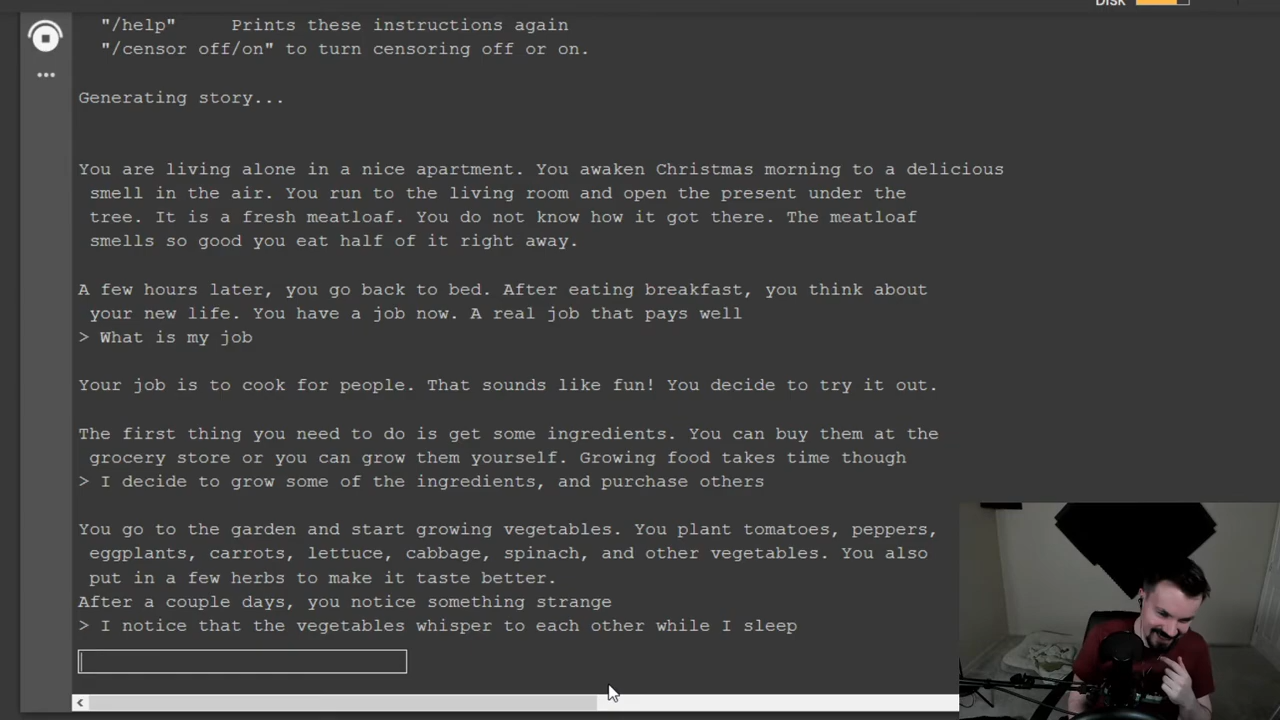 Disk
"/help"     Prints these instructions again
"/censor off/on" to turn censoring off or on.
Generating story...
You are living alone in a nice apartment. You awaken Christmas morning to a delicious
smell in the air. You run to the living room and open the present under the
tree. It is a fresh meatloaf. You do not know how it got there. The meatloaf
smells so good you eat half of it right away.
A few hours later, you go back to bed. After eating breakfast, you think about
your new life. You have a job now. A real job that pays well
> What is my job
Your job is to cook for people. That sounds like fun! You decide to try it out.
The first thing you need to do is get some ingredients. You can buy them at the
grocery store or you can grow them yourself. Growing food takes time though
> I decide to grow some of the ingredients, and purchase others
You go to the garden and start growing vegetables. You plant tomatoes, peppers,
eggplants, carrots, lettuce, cabbage, spinach, and other vegetables. You also
put in a few herbs to make it taste better.
After a couple days, you notice something strange
> I notice that the vegetables whisper to each other while I sleep